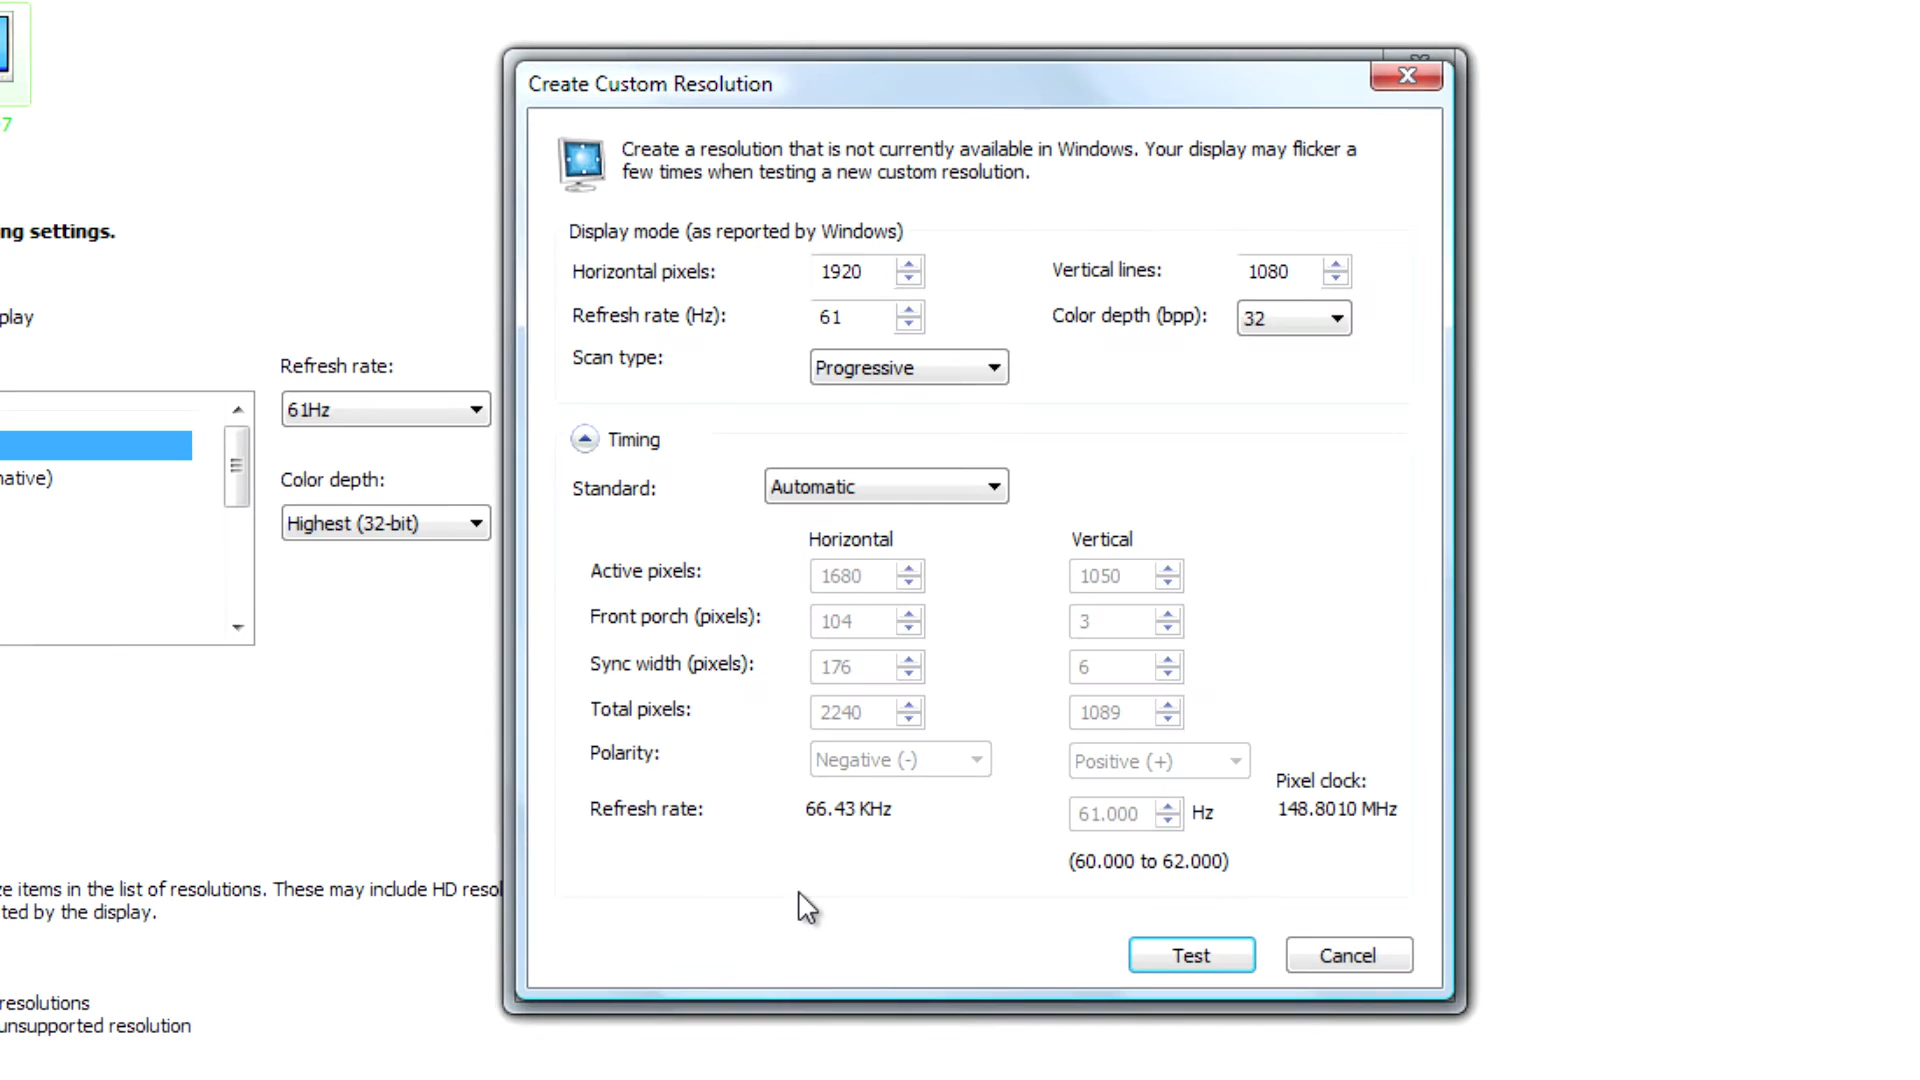 7
ng settings.
play
Refresh rate:
61Hz
native)
Color depth:
Highest (32-bit)
ze items in the list of resolutions. These may include HD resol
ted by the display.
resolutions
unsupported resolution
Create Custom Resolution
Create a resolution that is not currently available in Windows. Your display may flicker a
few times when testing a new custom resolution.
Display mode (as reported by Windows)
Horizontal pixels: 1920 Vertical lines: 1080
Refresh rate (Hz): 61 Color depth (bpp): 32
Scan type: Progressive
Timing
Standard: Automatic
Horizontal Vertical
Active pixels: 1680 1050
Front porch (pixels): 104 3
Sync width (pixels): 176 6
Total pixels: 2240 1089
Polarity: Negative (-) Positive (+)
Pixel clock:
Refresh rate: 66.43 KHz 61.000 Hz 148.8010 MHz
(60.000 to 62.000)
Test Cancel